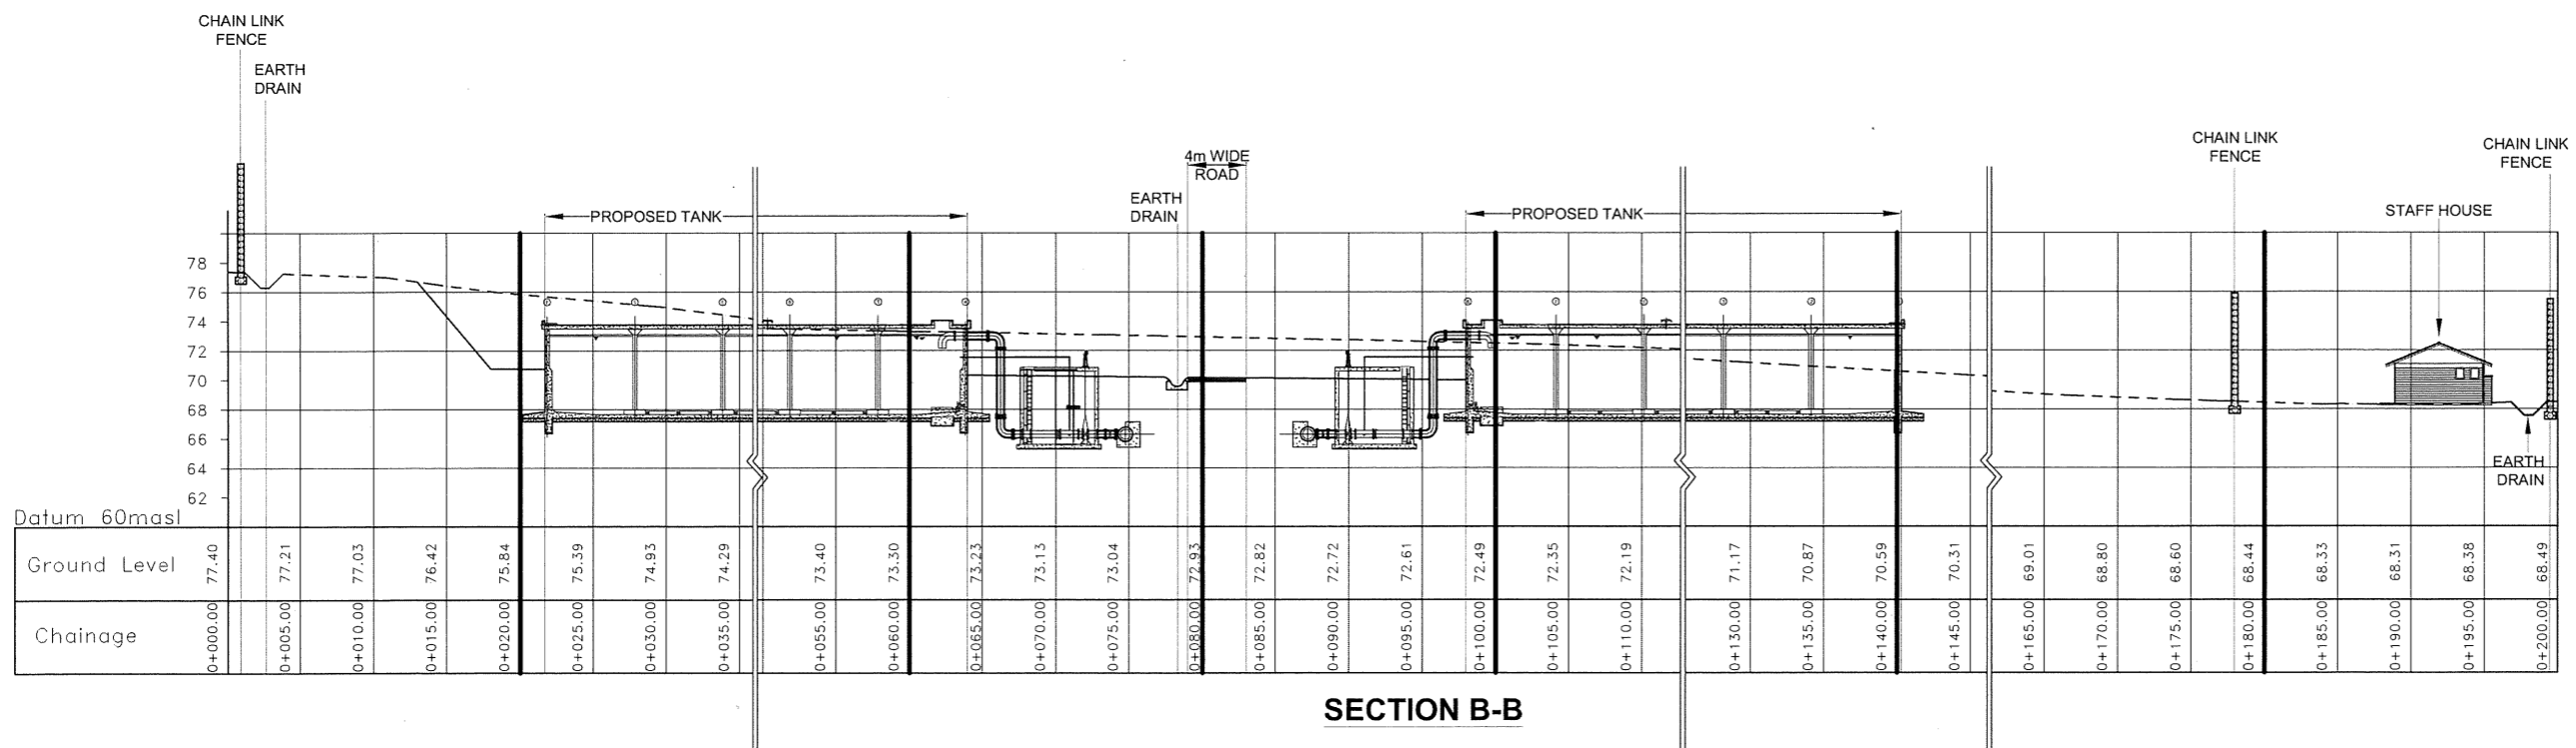 CHAIN LINK
FENCE
EARTH
DRAIN
CHAIN LINK
FENCE
CHAIN LINK
FENCE
4m WIDE
ROAD
EARTH
DRAIN
PROPOSED TANK
PROPOSED TANK
STAFF HOUSE
78
76
74
72
70
68
66
64
62
EARTH
DRAIN
Datum 60masl
Ground Level 77.40 77.21 77.03 76.42 75.84 75.39 74.93 74.29 73.40 73.30 73.23 73.13 73.04 72.93 72.82 72.72 72.61 72.49 72.35 72.19 71.17 70.87 70.59 70.31 69.01 68.80 68.60 68.44 68.33 68.31 68.38 68.49
Chainage 0+000.00 0+005.00 0+010.00 0+015.00 0+020.00 0+025.00 0+030.00 0+035.00 0+055.00 0+060.00 0+065.00 0+070.00 0+075.00 0+080.00 0+085.00 0+090.00 0+095.00 0+100.00 0+105.00 0+110.00 0+130.00 0+135.00 0+140.00 0+145.00 0+165.00 0+170.00 0+175.00 0+180.00 0+185.00 0+190.00 0+195.00 0+200.00
SECTION B-B